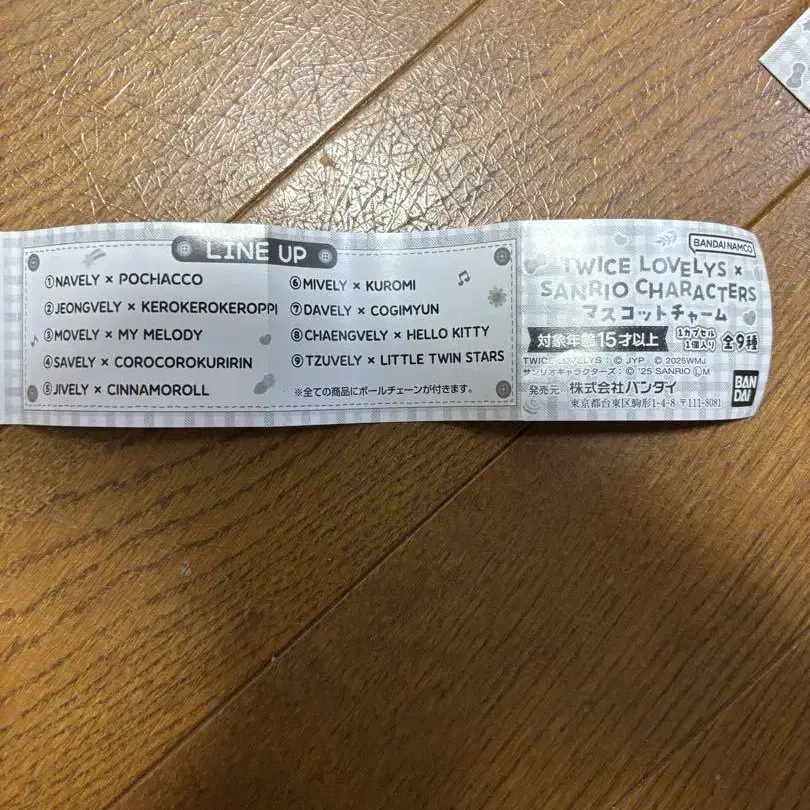 LINE UP
①NAVELY × POCHACCO
②JEONGVELY × KEROKEROKEROPPI
③MOVELY × MY MELODY
④SAVELY × COROCOROKURIRIN
⑤JIVELY × CINNAMOROLL
⑥MIVELY × KUROMI
⑦DAVELY × COGIMYUN
⑧CHAENGVELY × HELLO KITTY
⑨TZUVELY × LITTLE TWIN STARS
※全ての商品にボールチェーンが付きます。
BANDAI NAMCO
TWICE LOVELYS ×
SANRIO CHARACTERS
マスコットチャーム
対象年齢15才以上 1カプセル1個入り 全9種
TWICE LOVELYS : © JYP © 2025WMJ
サンリオキャラクターズ : © '25 SANRIO ⓁM
発売元 株式会社バンダイ
東京都台東区駒形1-4-8 〒111-8081
BAN
DAI